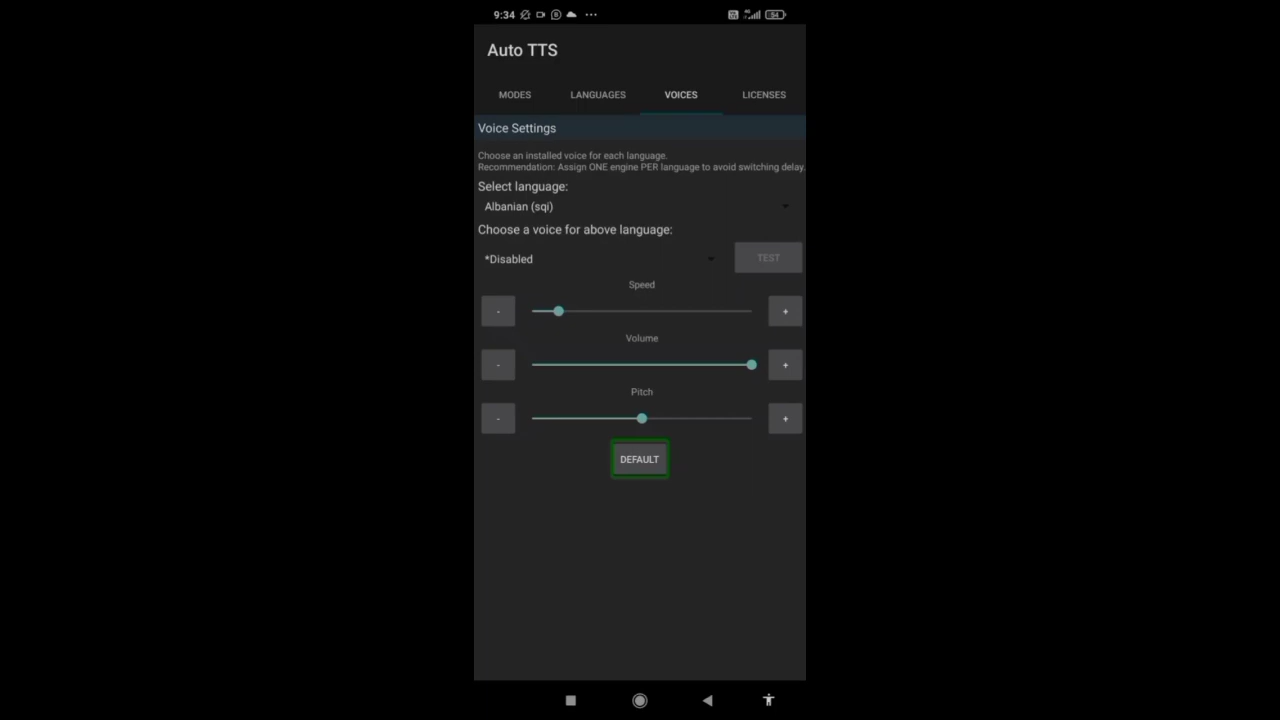 9:34
54
Auto TTS
MODES LANGUAGES VOICES LICENSES
Voice Settings
Choose an installed voice for each language.
Recommendation: Assign ONE engine PER language to avoid switching delay.
Select language:
Albanian (sqi)
Choose a voice for above language:
*Disabled TEST
Speed
- +
Volume
- +
Pitch
- +
DEFAULT